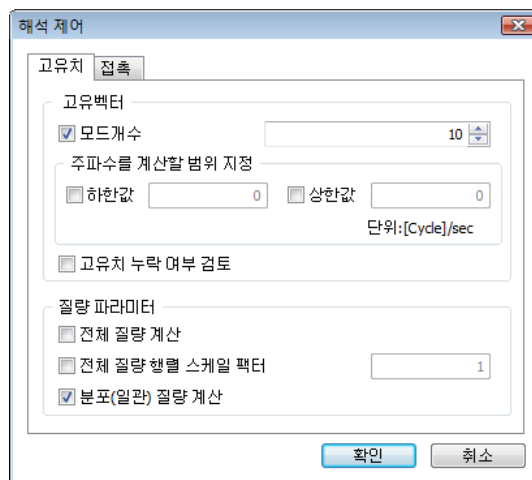 해석 제어
고유치 접촉
고유벡터
모드개수 10
주파수를 계산할 범위 지정
하한값 0 상한값 0
단위:[Cycle]/sec
고유치 누락 여부 검토
질량 파라미터
전체 질량 계산
전체 질량 행렬 스케일 팩터 1
분포(일관) 질량 계산
확인 취소